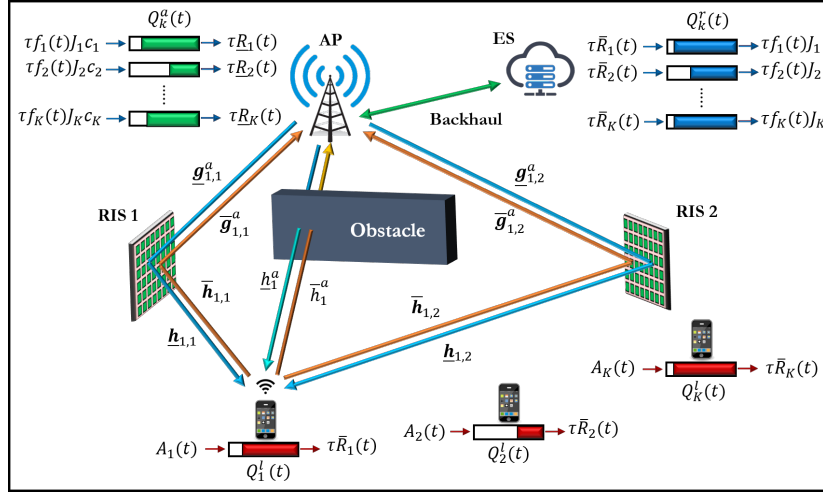 Q_k^a(t)
τf_1(t)J_1c_1 τR̲_1(t)
τf_2(t)J_2c_2 τR̲_2(t)
⋮
τf_K(t)J_Kc_K τR̲_K(t)
AP
ES
Backhaul
Q_k^r(t)
τR̅_1(t) τf_1(t)J_1
τR̅_2(t) τf_2(t)J_2
⋮
τR̅_K(t) τf_K(t)J_K
g̲_{1,1}^a
g̅_{1,1}^a
g̲_{1,2}^a
g̅_{1,2}^a
RIS 1
Obstacle
RIS 2
h̅_{1,1}
h̲_{1,1}
h̲_1^a
h̅_1^a
h̅_{1,2}
h̲_{1,2}
A_K(t) τR̅_K(t)
Q_K^l(t)
A_2(t) τR̅_2(t)
Q_2^l(t)
A_1(t) τR̅_1(t)
Q_1^l(t)